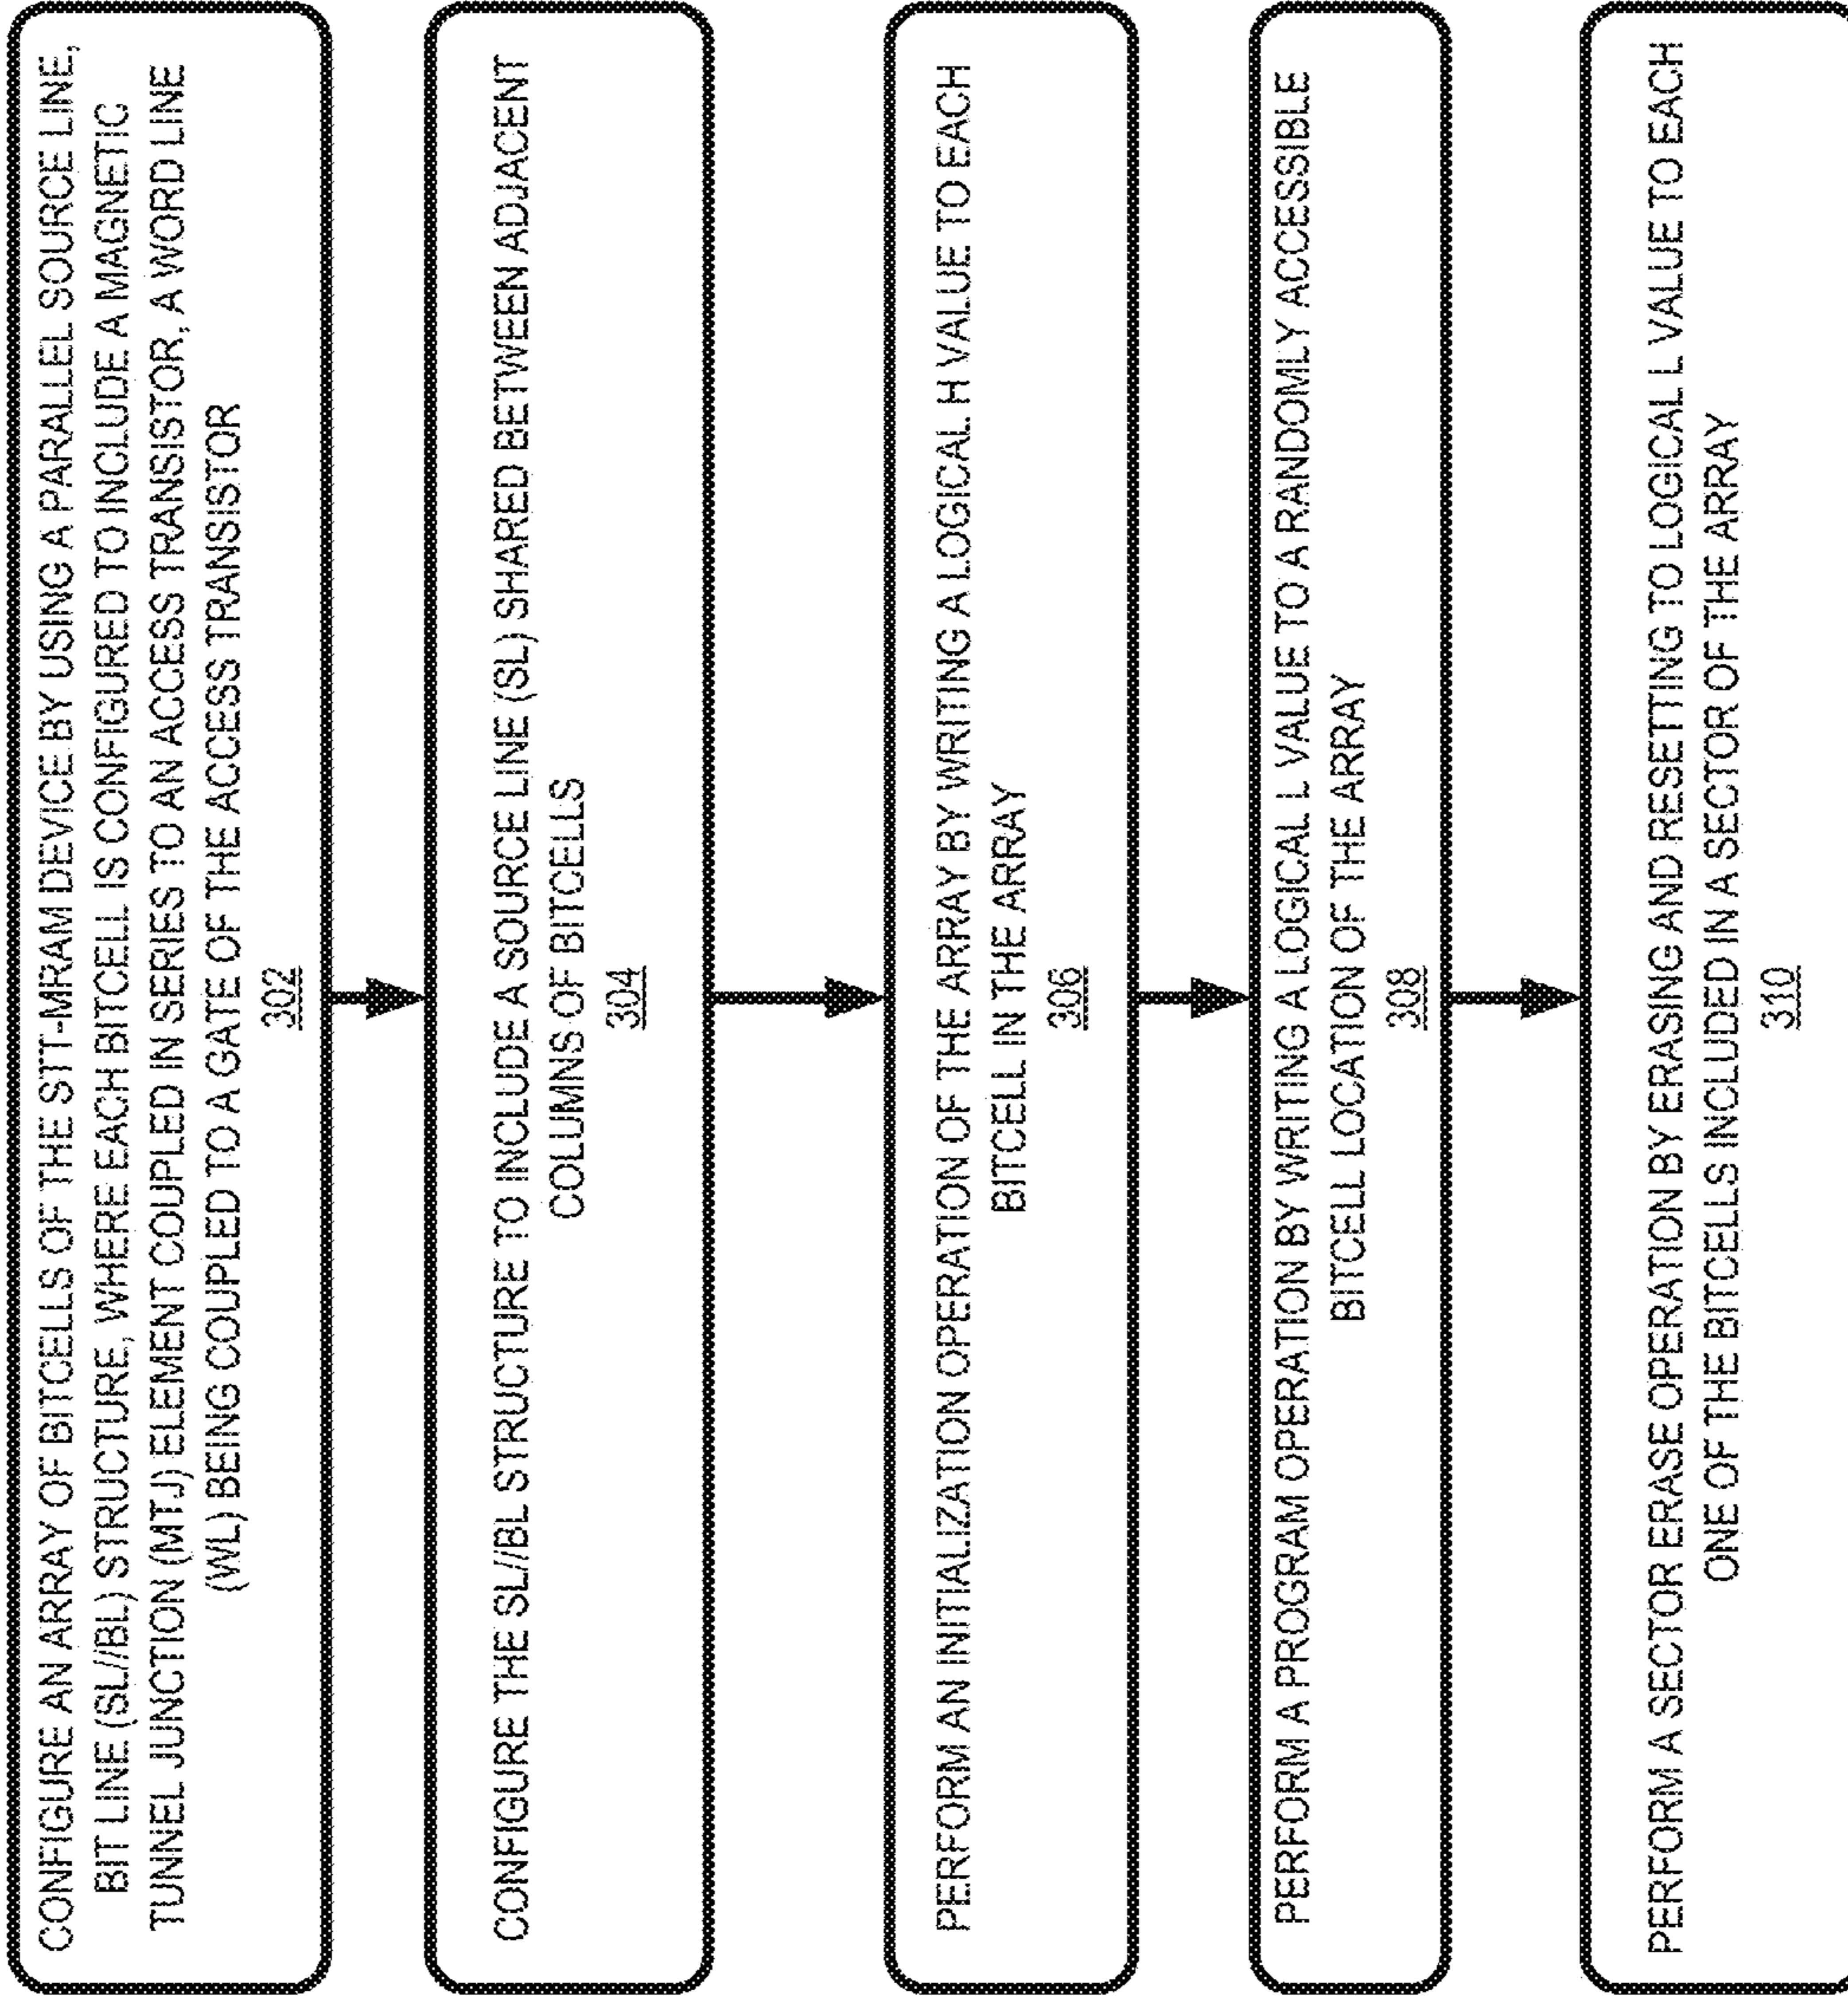 CONFIGURE AN ARRAY OF BITCELLS OF THE STT-MRAM DEVICE BY USING A PARALLEL SOURCE LINE,
BIT LINE (SL//BL) STRUCTURE, WHERE EACH BITCELL IS CONFIGURED TO INCLUDE A MAGNETIC
TUNNEL JUNCTION (MTJ) ELEMENT COUPLED IN SERIES TO AN ACCESS TRANSISTOR, A WORD LINE
(WL) BEING COUPLED TO A GATE OF THE ACCESS TRANSISTOR
302
CONFIGURE THE SL//BL STRUCTURE TO INCLUDE A SOURCE LINE (SL) SHARED BETWEEN ADJACENT
COLUMNS OF BITCELLS
304
PERFORM AN INITIALIZATION OPERATION OF THE ARRAY BY WRITING A LOGICAL H VALUE TO EACH
BITCELL IN THE ARRAY
306
PERFORM A PROGRAM OPERATION BY WRITING A LOGICAL L VALUE TO A RANDOMLY ACCESSIBLE
BITCELL LOCATION OF THE ARRAY
308
PERFORM A SECTOR ERASE OPERATION BY ERASING AND RESETTING TO LOGICAL L VALUE TO EACH
ONE OF THE BITCELLS INCLUDED IN A SECTOR OF THE ARRAY
310